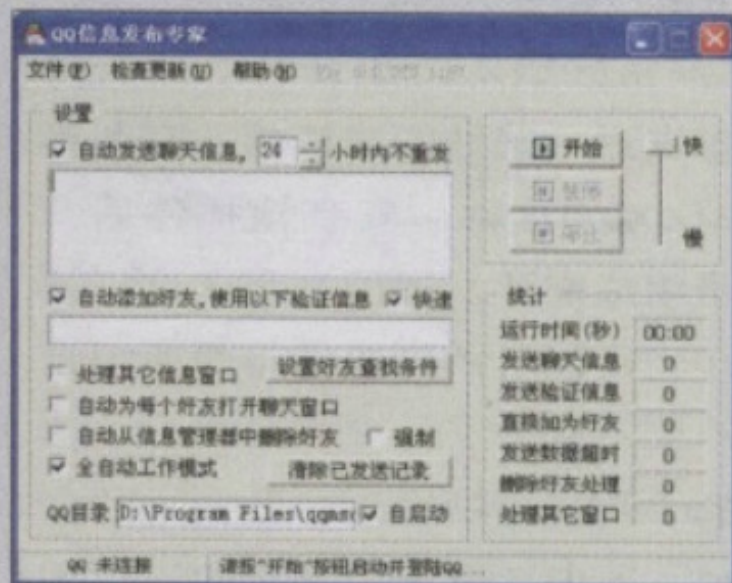 QQ信息发布专家
文件(F) 检查更新(U) 帮助(H)
设置
自动发送聊天信息, 24 小时内不重发
自动添加好友,使用以下验证信息 快速
处理其它信息窗口 设置好友查找条件
自动为每个好友打开聊天窗口
自动从信息管理器中删除好友 强制
全自动工作模式 清除已发送记录
QQ目录 D:\Program Files\qqms( 自启动
开始 快
暂停
停止 慢
统计
运行时间(秒) 00:00
发送聊天信息 0
发送验证信息 0
直接加为好友 0
发送数据超时 0
删除好友处理 0
处理其它窗口 0
QQ 未连接 请按"开始"按钮启动并登陆QQ...